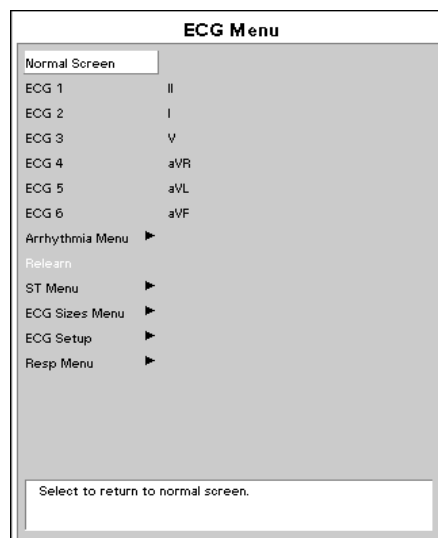 ECG Menu
Normal Screen
ECG 1 II
ECG 2 I
ECG 3 V
ECG 4 aVR
ECG 5 aVL
ECG 6 aVF
Arrhythmia Menu ►
Relearn
ST Menu ►
ECG Sizes Menu ►
ECG Setup ►
Resp Menu ►
Select to return to normal screen.